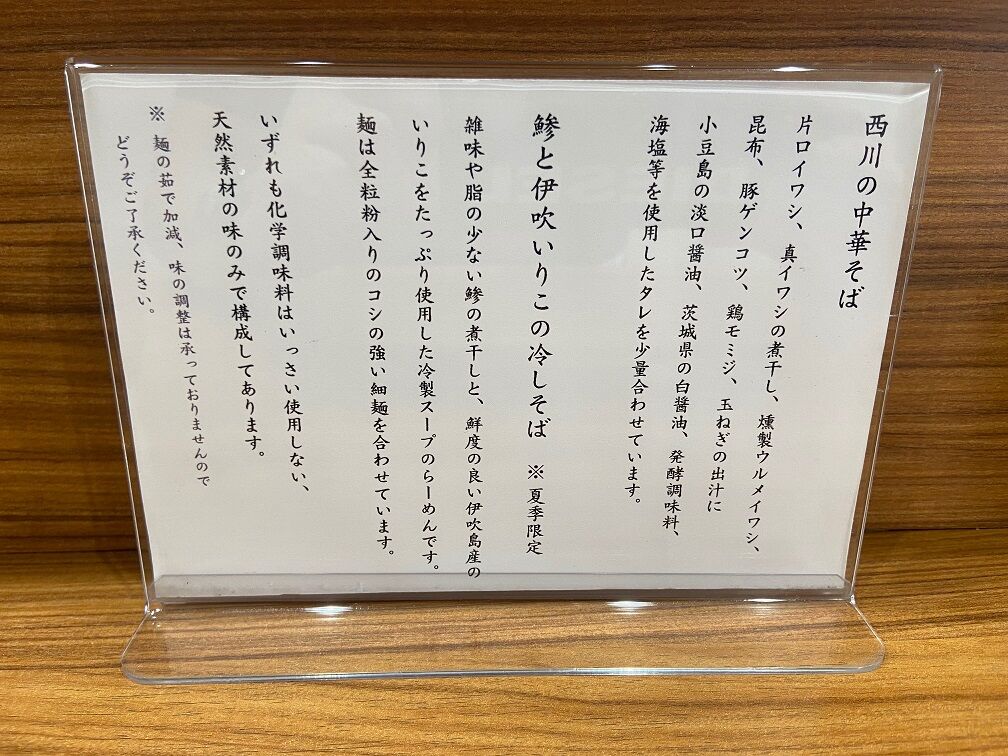 西川の中華そば
片口イワシ、真イワシの煮干し、燻製ウルメイワシ、
昆布、豚ゲンコツ、鶏モミジ、玉ねぎの出汁に
小豆島の淡口醤油、茨城県の白醤油、発酵調味料、
海塩等を使用したタレを少量合わせています。
鯵と伊吹いりこの冷しそば ※夏季限定
雑味や脂の少ない鯵の煮干しと、鮮度の良い伊吹島産の
いりこをたっぷり使用した冷製スープのらーめんです。
麺は全粒粉入りのコシの強い細麺を合わせています。
いずれも化学調味料はいっさい使用しない、
天然素材の味のみで構成してあります。
※ 麺の茹で加減、味の調整は承っておりませんので
どうぞご了承ください。